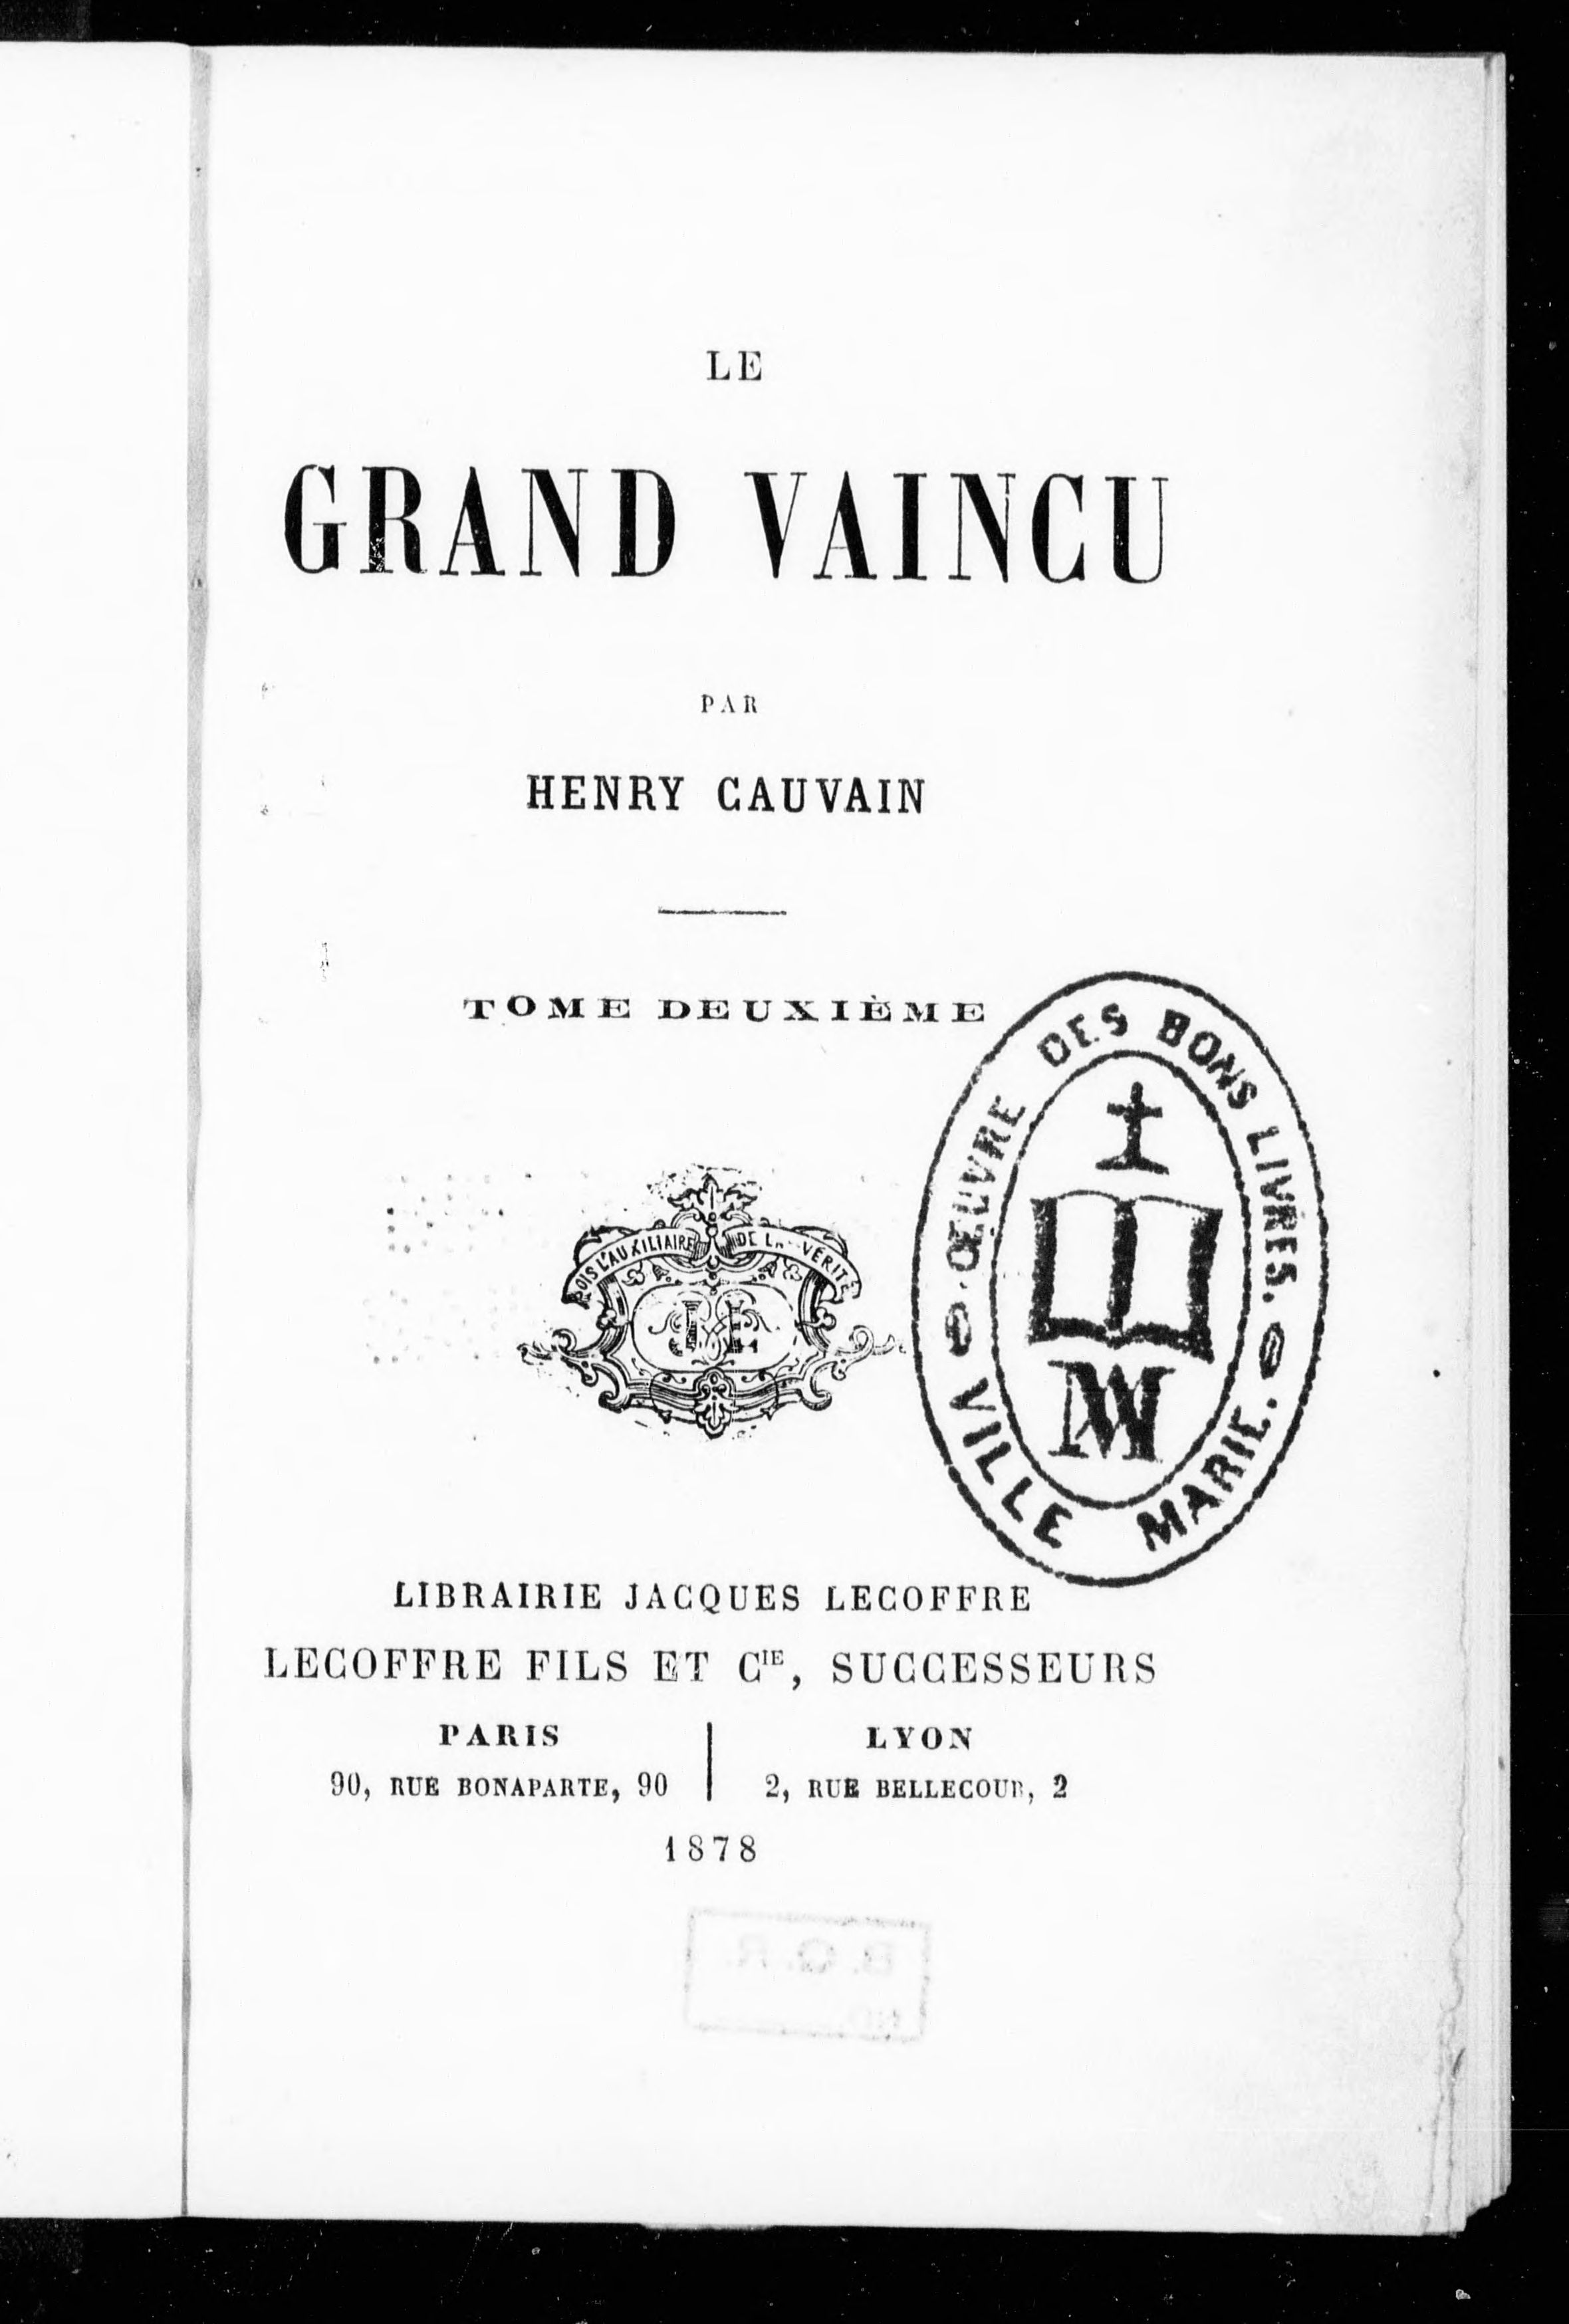 LE
GRAND VAINCU
PAR
HENRY CAUVAIN
TOME DEUXIÈME
SOIS L'AUXILIAIRE DE LA VÉRITÉ
ŒUVRE DES BONS LIVRES.
VILLE MARIE.
LIBRAIRIE JACQUES LECOFFRE
LECOFFRE FILS ET CIE, SUCCESSEURS
PARIS
90, RUE BONAPARTE, 90
LYON
2, RUE BELLECOUR, 2
1878
B.Q.R.